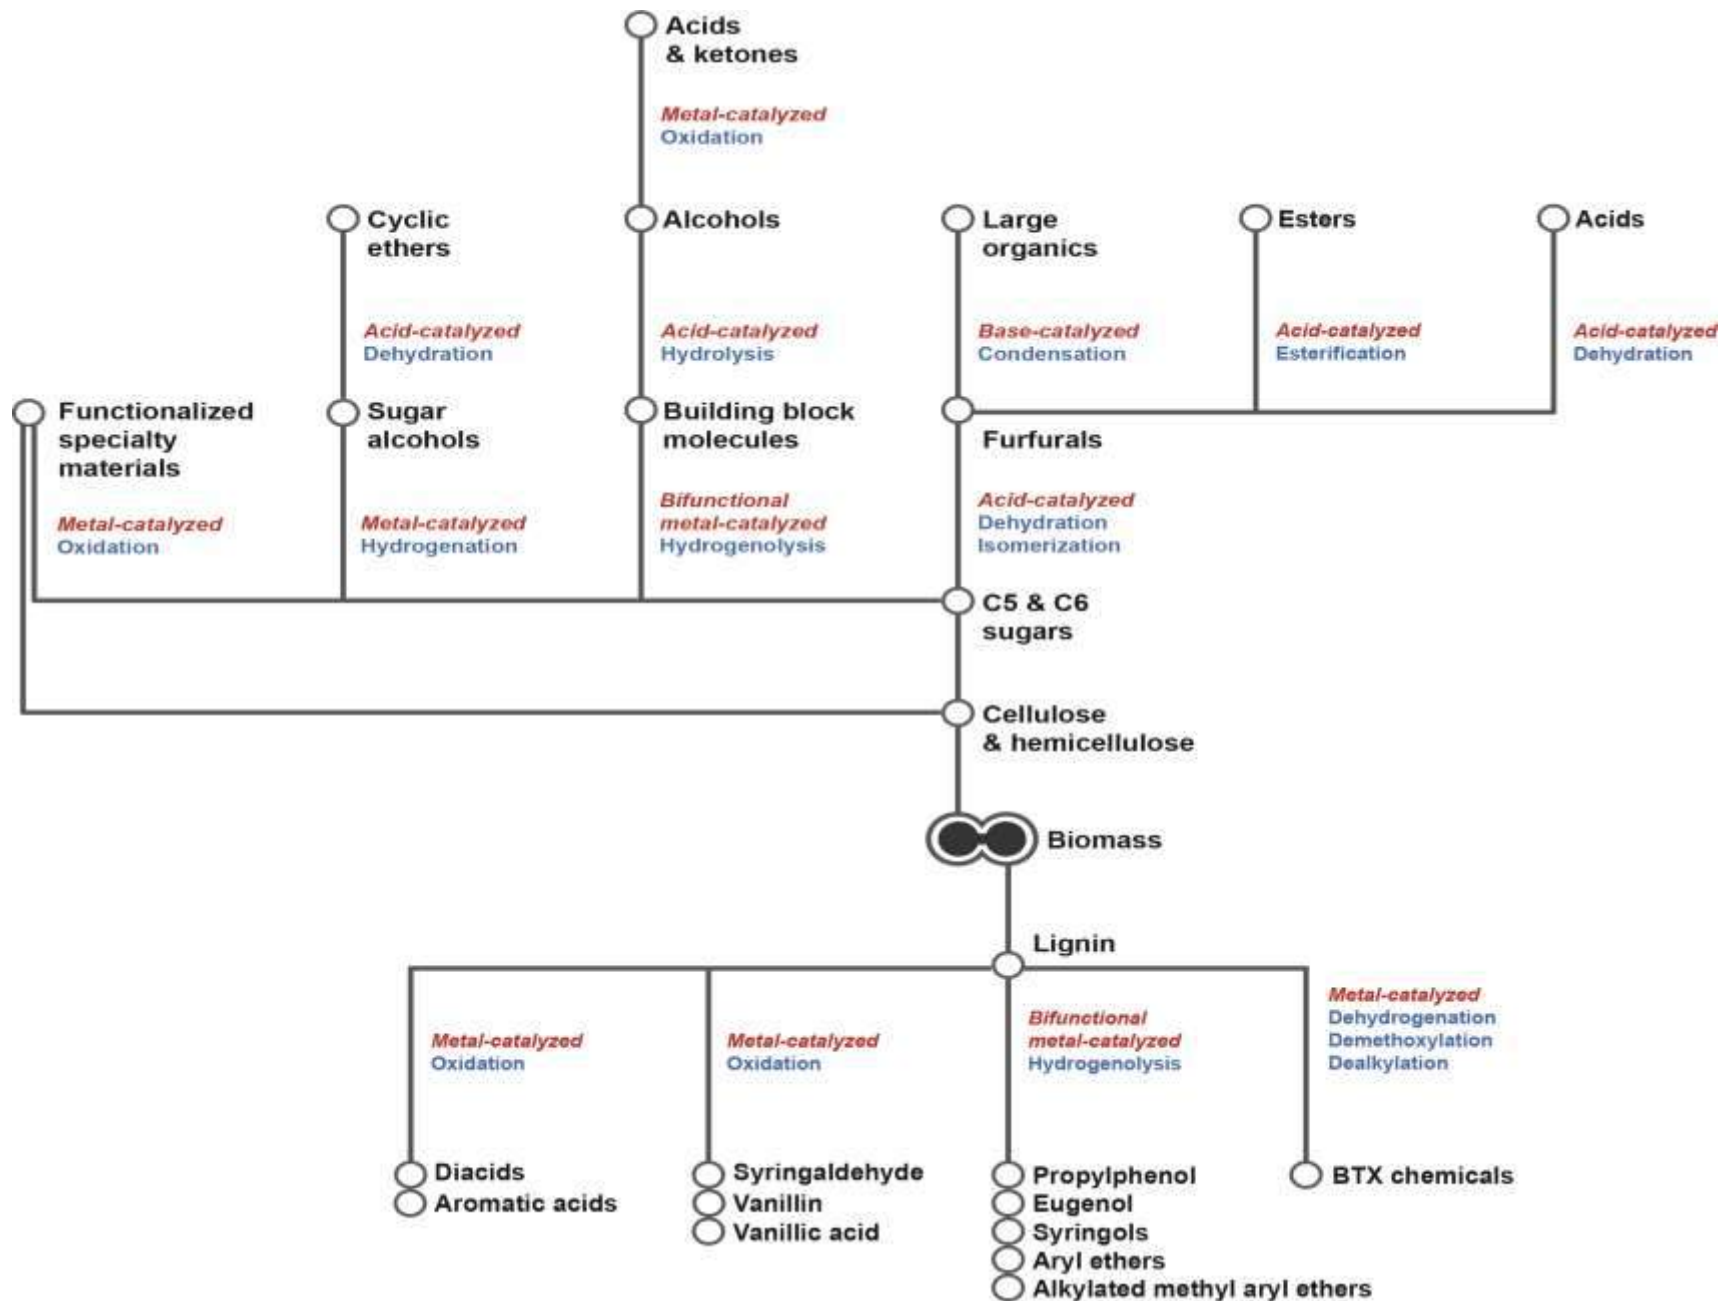 Acids
& ketones
Metal-catalyzed
Oxidation
Cyclic
ethers
Alcohols
Large
organics
Esters
Acids
Acid-catalyzed
Dehydration
Acid-catalyzed
Hydrolysis
Base-catalyzed
Condensation
Acid-catalyzed
Esterification
Acid-catalyzed
Dehydration
Functionalized
specialty
materials
Sugar
alcohols
Building block
molecules
Furfurals
Metal-catalyzed
Oxidation
Metal-catalyzed
Hydrogenation
Bifunctional
metal-catalyzed
Hydrogenolysis
Acid-catalyzed
Dehydration
Isomerization
C5 & C6
sugars
Cellulose
& hemicellulose
Biomass
Lignin
Metal-catalyzed
Oxidation
Metal-catalyzed
Oxidation
Bifunctional
metal-catalyzed
Hydrogenolysis
Metal-catalyzed
Dehydrogenation
Demethoxylation
Dealkylation
Diacids
Aromatic acids
Syringaldehyde
Vanillin
Vanillic acid
Propylphenol
Eugenol
Syringols
Aryl ethers
Alkylated methyl aryl ethers
BTX chemicals